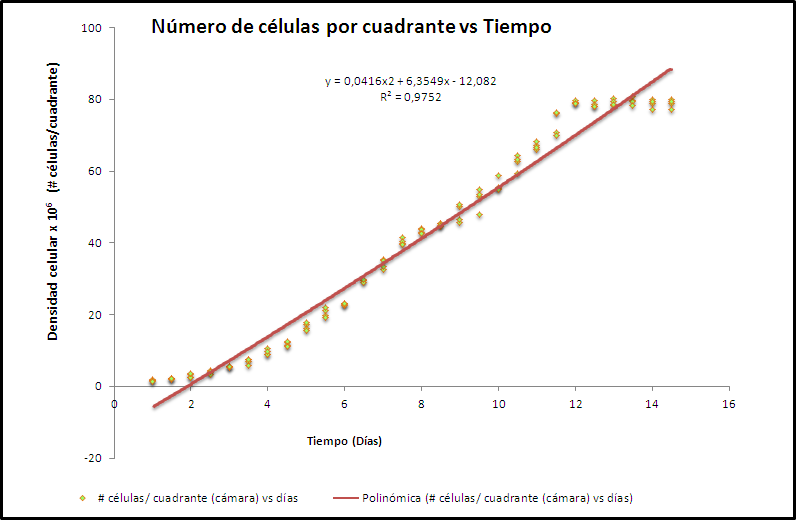 Número de células por cuadrante vs Tiempo
y = 0,0416x2 + 6,3549x - 12,082
R² = 0,9752
Densidad celular x 10⁶ (# células/cuadrante)
100
80
60
40
20
0
-20
0 2 4 6 8 10 12 14 16
Tiempo (Días)
# células/ cuadrante (cámara) vs días
Polinómica (# células/ cuadrante (cámara) vs días)